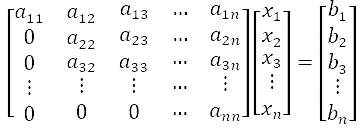 a₁₁ a₁₂ a₁₃ ⋯ a₁ₙ x₁ b₁
0 a₂₂ a₂₃ ⋯ a₂ₙ x₂ b₂
0 a₃₂ a₃₃ ⋯ a₃ₙ x₃ = b₃
⋮ ⋮ ⋮ ⋯ ⋮ ⋮ ⋮
0 0 0 ⋯ aₙₙ xₙ bₙ